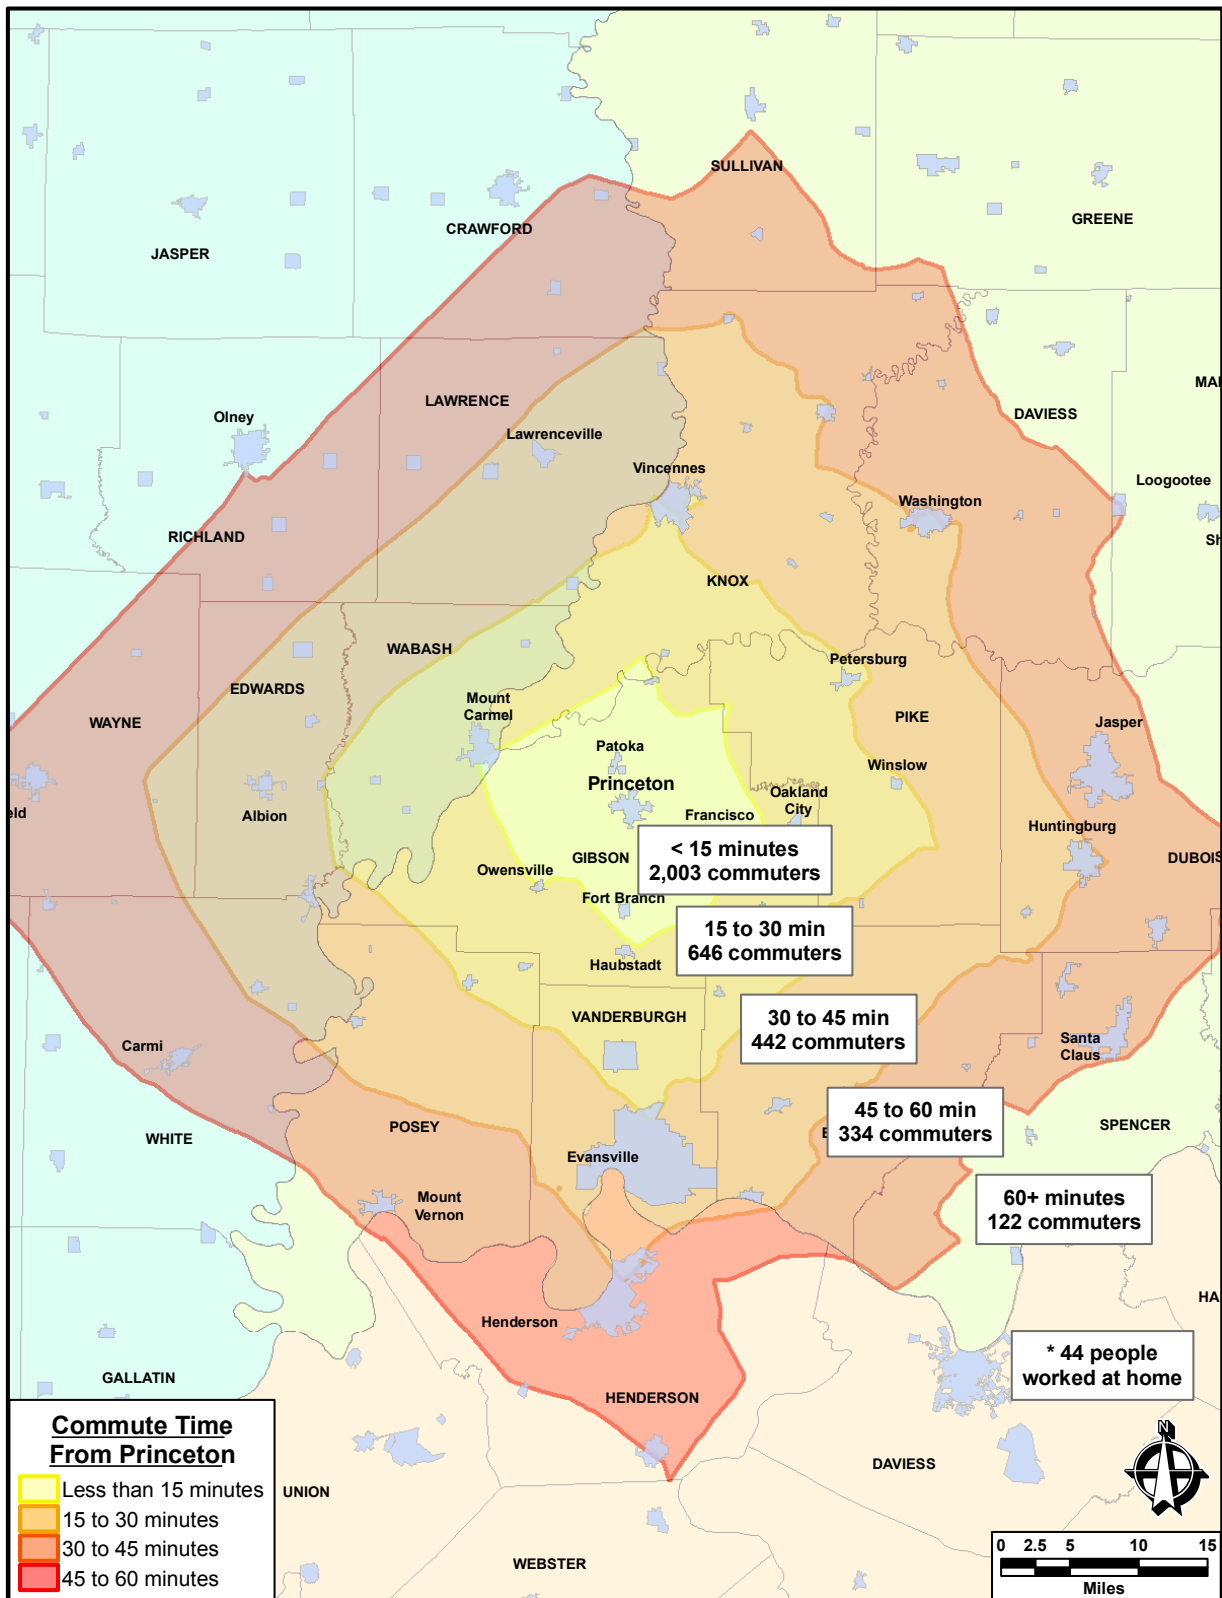 SULLIVAN
GREENE
CRAWFORD
JASPER
MA
LAWRENCE
DAVIESS
Olney
Lawrenceville
Vincennes
Loogootee
Washington
RICHLAND
Sh
KNOX
WABASH
Petersburg
EDWARDS
Mount
Carmel
WAYNE
PIKE
Jasper
Patoka
Winslow
Princeton
Oakland
City
eld
Albion
Francisco
Huntingburg
< 15 minutes
2,003 commuters
GIBSON
DUBOIS
Owensville
Fort Branch
15 to 30 min
646 commuters
Haubstadt
VANDERBURGH
30 to 45 min
442 commuters
Carmi
Santa
Claus
45 to 60 min
334 commuters
POSEY
WHITE
SPENCER
Evansville
Mount
Vernon
60+ minutes
122 commuters
HA
Henderson
* 44 people
worked at home
GALLATIN
HENDERSON
Commute Time
From Princeton
Less than 15 minutes
15 to 30 minutes
30 to 45 minutes
45 to 60 minutes
N
DAVIESS
UNION
WEBSTER
0 2.5 5 10 15
Miles